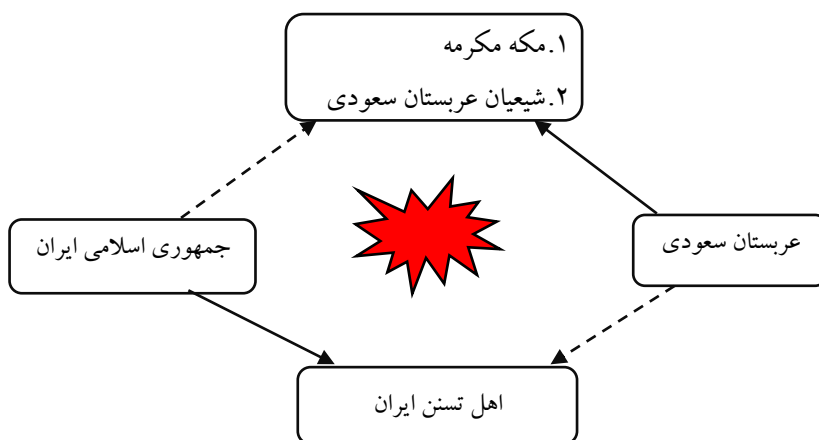 ۱.مکه مکرمه
۲.شیعیان عربستان سعودی
عربستان سعودی
جمهوری اسلامی ایران
اهل تسنن ایران